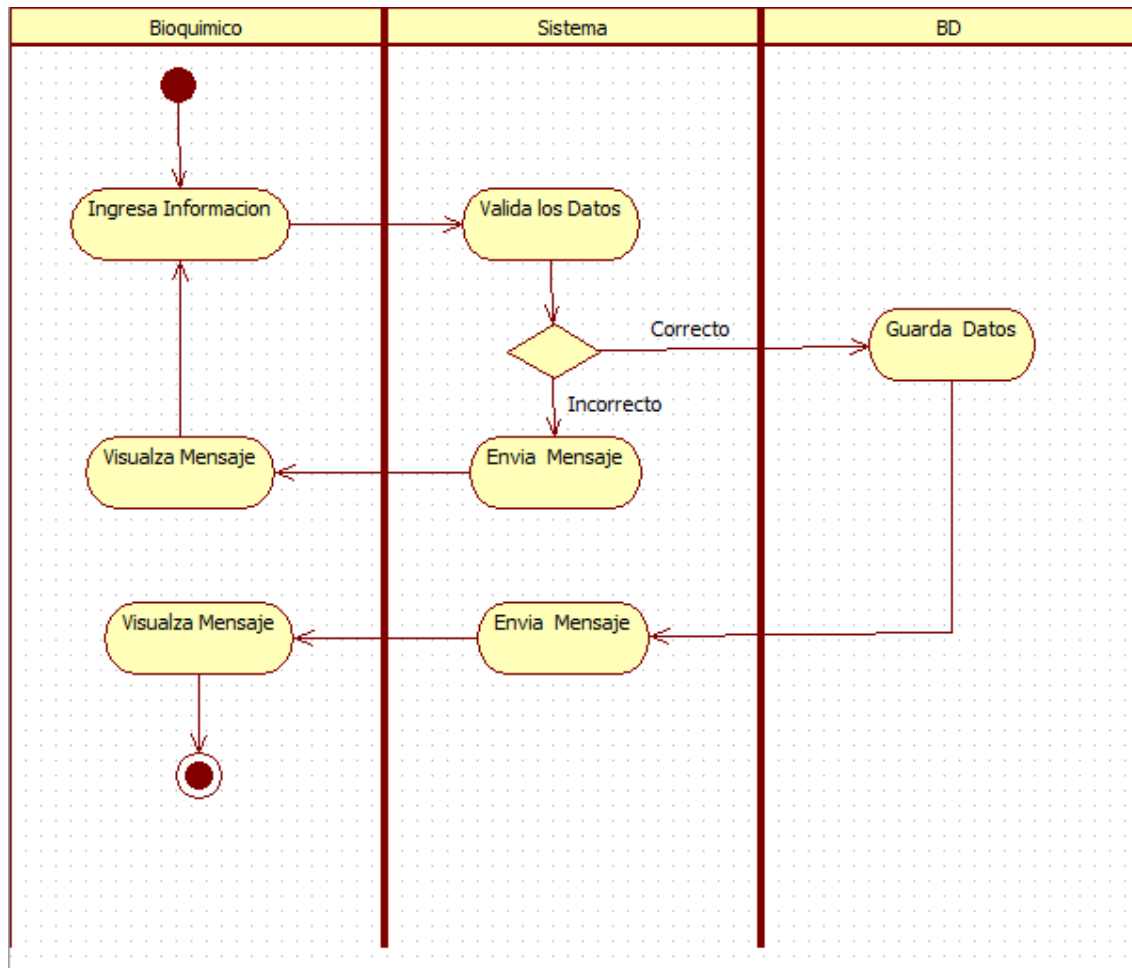 Bioquimico
Sistema
BD
Ingresa Informacion
Valida los Datos
Correcto
Guarda Datos
Incorrecto
Visualza Mensaje
Envia Mensaje
Visualza Mensaje
Envia Mensaje